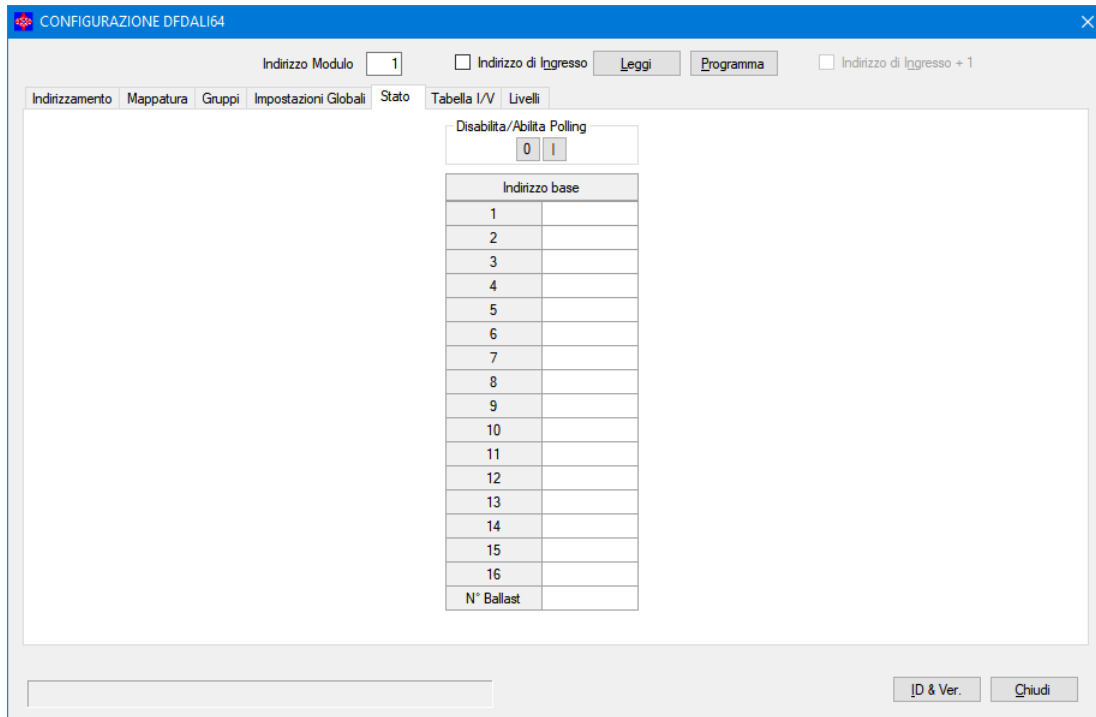 CONFIGURAZIONE DFDALI64
Indirizzo Modulo 1 Indirizzo di Ingresso Leggi Programma Indirizzo di Ingresso + 1
Indirizzamento Mappatura Gruppi Impostazioni Globali Stato Tabella I/V Livelli
Disabilita/Abilita Polling
0 I
Indirizzo base
1
2
3
4
5
6
7
8
9
10
11
12
13
14
15
16
N° Ballast
ID & Ver. Chiudi